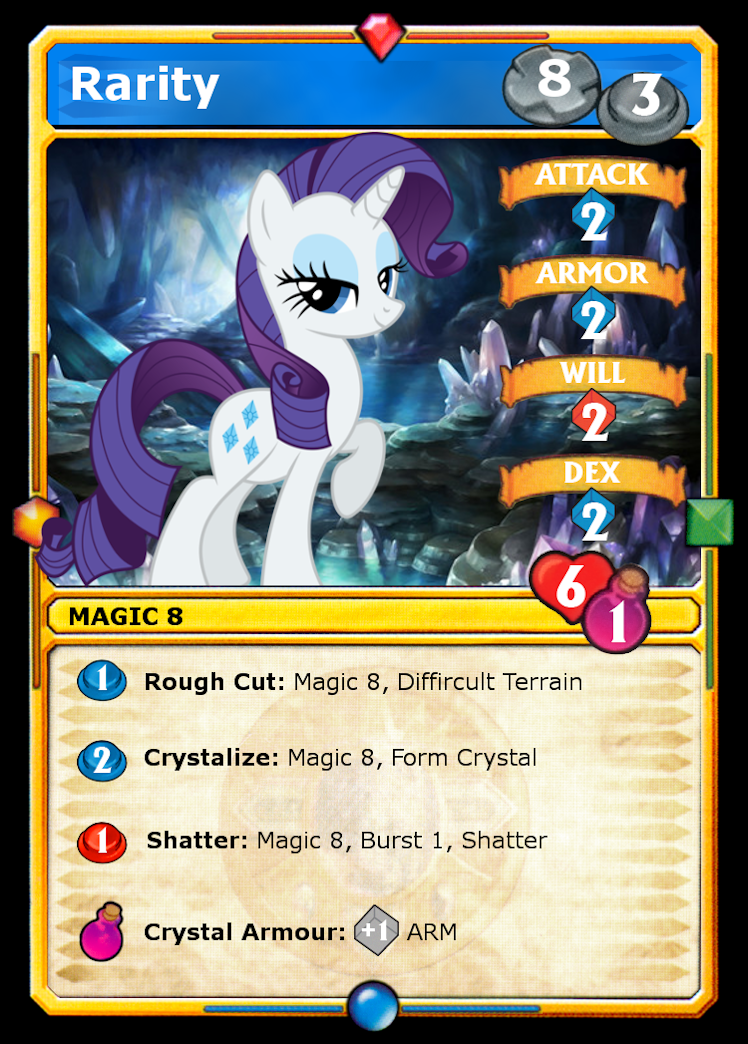 Rarity
8
3
ATTACK
2
ARMOR
2
WILL
2
DEX
2
6
1
MAGIC 8
1 Rough Cut: Magic 8, Diffircult Terrain
2 Crystalize: Magic 8, Form Crystal
1 Shatter: Magic 8, Burst 1, Shatter
Crystal Armour: +1 ARM